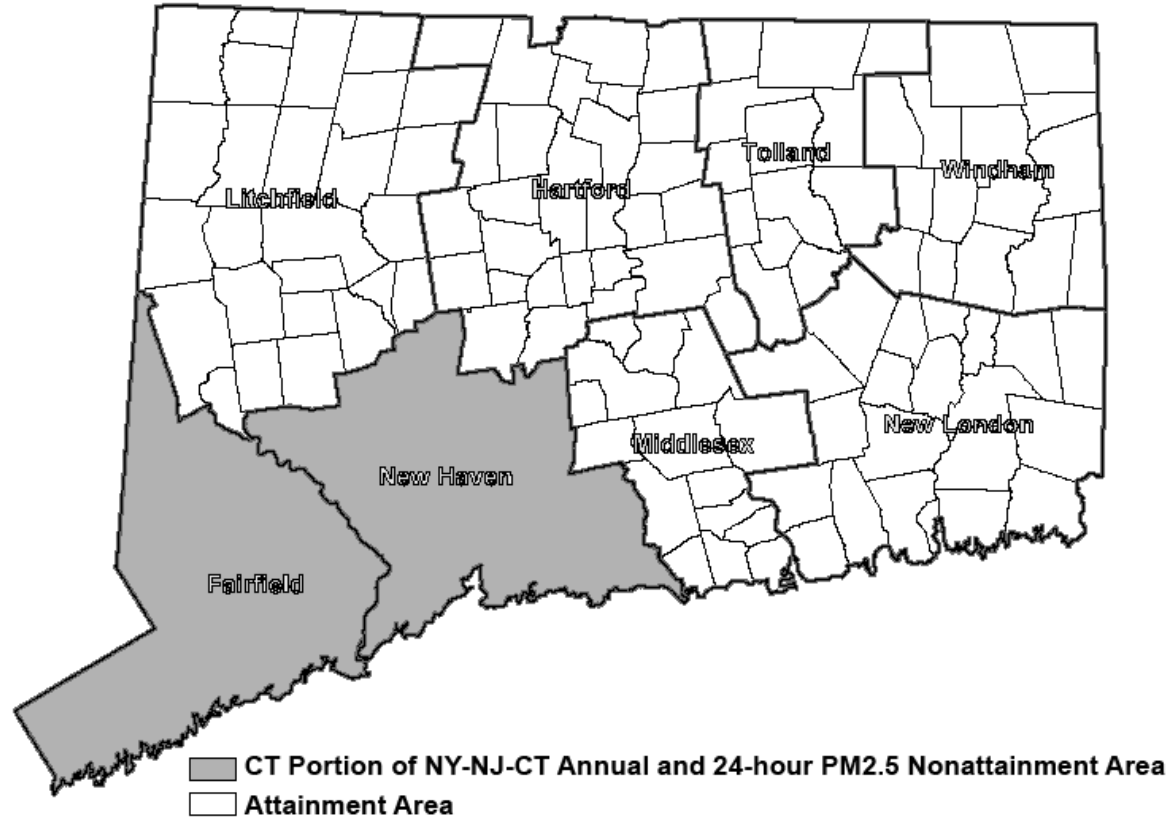 Tolland
Windham
Hartford
Litchfield
New London
Middlesex
New Haven
Fairfield
CT Portion of NY-NJ-CT Annual and 24-hour PM2.5 Nonattainment Area
Attainment Area